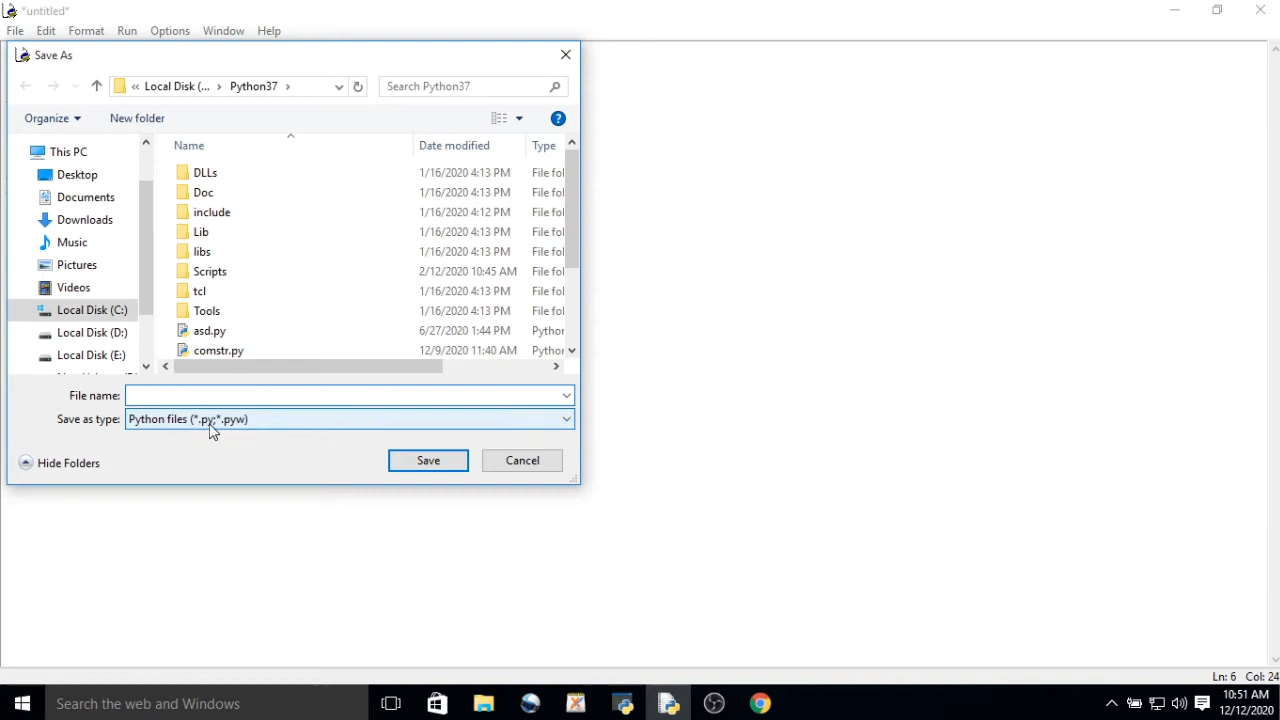 *untitled*
File Edit Format Run Options Window Help
Save As
« Local Disk (... › Python37 ›
Search Python37
Organize New folder
This PC
Desktop
Documents
Downloads
Music
Pictures
Videos
Local Disk (C:)
Local Disk (D:)
Local Disk (E:)
Name Date modified Type
DLLs 1/16/2020 4:13 PM File fol
Doc 1/16/2020 4:13 PM File fol
include 1/16/2020 4:12 PM File fol
Lib 1/16/2020 4:13 PM File fol
libs 1/16/2020 4:13 PM File fol
Scripts 2/12/2020 10:45 AM File fol
tcl 1/16/2020 4:13 PM File fol
Tools 1/16/2020 4:13 PM File fol
asd.py 6/27/2020 1:44 PM Python
comstr.py 12/9/2020 11:40 AM Python
File name:
Save as type: Python files (*.py;*.pyw)
Hide Folders
Save Cancel
Ln: 6 Col: 24
Search the web and Windows
10:51 AM
12/12/2020